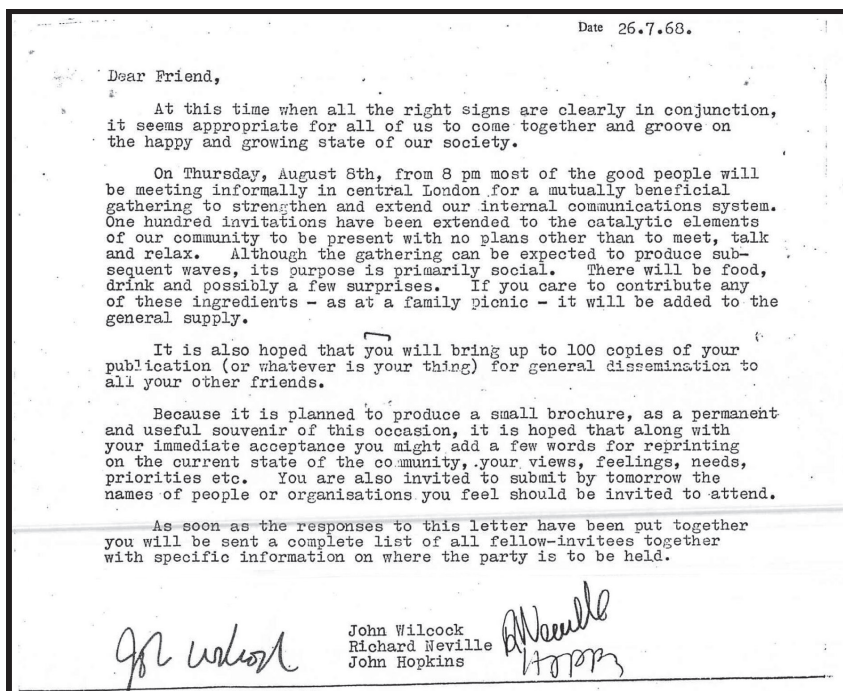 Date 26.7.68.
Dear Friend,
At this time when all the right signs are clearly in conjunction,
it seems appropriate for all of us to come together and groove on
the happy and growing state of our society.
On Thursday, August 8th, from 8 pm most of the good people will
be meeting informally in central London for a mutually beneficial
gathering to strengthen and extend our internal communications system.
One hundred invitations have been extended to the catalytic elements
of our community to be present with no plans other than to meet, talk
and relax. Although the gathering can be expected to produce sub-
sequent waves, its purpose is primarily social. There will be food,
drink and possibly a few surprises. If you care to contribute any
of these ingredients - as at a family picnic - it will be added to the
general supply.
It is also hoped that you will bring up to 100 copies of your
publication (or whatever is your thing) for general dissemination to
all your other friends.
Because it is planned to produce a small brochure, as a permanent
and useful souvenir of this occasion, it is hoped that along with
your immediate acceptance you might add a few words for reprinting
on the current state of the community, your views, feelings, needs,
priorities etc. You are also invited to submit by tomorrow the
names of people or organisations you feel should be invited to attend.
As soon as the responses to this letter have been put together
you will be sent a complete list of all fellow-invitees together
with specific information on where the party is to be held.
John Wilcock
John Wilcock
Richard Neville
John Hopkins
RNeville
Hoppy